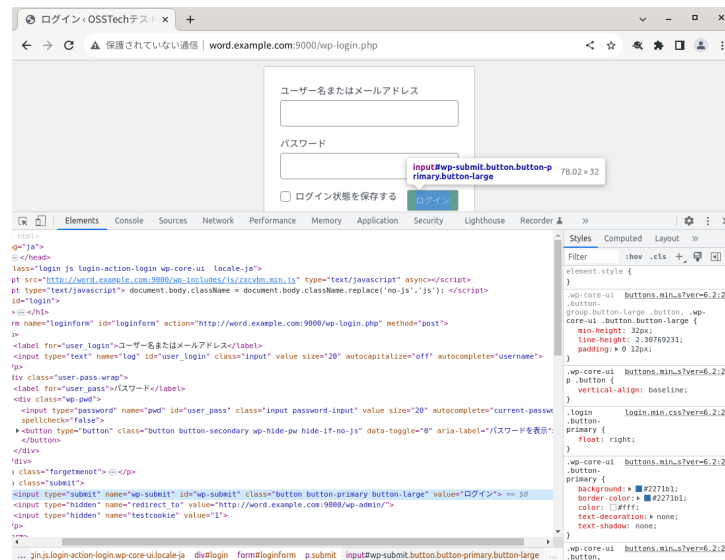 ログイン ‹ OSSTechテスト
保護されていない通信 | word.example.com:9000/wp-login.php
ユーザー名またはメールアドレス
パスワード
ログイン状態を保存する
ログイン
input#wp-submit.button.button-p
rimary.button-large
78.02 × 32
Elements Console Sources Network Performance Memory Application Security Lighthouse Recorder »
html>
g="ja">
</head>
lass="login js login-action-login wp-core-ui  locale-ja">
pt src="http://word.example.com:9000/wp-includes/js/zxcvbn.min.js" type="text/javascript" async></script>
pt type="text/javascript"> document.body.className = document.body.className.replace('no-js','js'); </script>
id="login">
></h1>
rm name="loginform" id="loginform" action="http://word.example.com:9000/wp-login.php" method="post">
>
<label for="user_login">ユーザー名またはメールアドレス</label>
<input type="text" name="log" id="user_login" class="input" value size="20" autocapitalize="off" autocomplete="username">
/p>
div class="user-pass-wrap">
<label for="user_pass">パスワード</label>
<div class="wp-pwd">
<input type="password" name="pwd" id="user_pass" class="input password-input" value size="20" autocomplete="current-passwo
spellcheck="false">
<button type="button" class="button button-secondary wp-hide-pw hide-if-no-js" data-toggle="0" aria-label="パスワードを表示"
</button>
</div>
/div>
class="forgetmenot"></p>
class="submit">
<input type="submit" name="wp-submit" id="wp-submit" class="button button-primary button-large" value="ログイン"> == $0
<input type="hidden" name="redirect_to" value="http://word.example.com:9000/wp-admin/">
<input type="hidden" name="testcookie" value="1">
/p>
... gin.js.login-action-login.wp-core-ui.locale-ja div#login form#loginform p.submit input#wp-submit.button.button-primary.button-large ...
Styles Computed Layout »
Filter :hov .cls +
element.style {
}
.wp-core-ui buttons.min…s?ver=6.2:2
.button-
group.button-large .button, .wp-
core-ui .button.button-large {
min-height: 32px;
line-height: 2.30769231;
padding: 0 12px;
}
.wp-core-ui buttons.min…s?ver=6.2:2
p .button {
vertical-align: baseline;
}
.login login.min.css?ver=6.2:2
.button-
primary {
float: right;
}
.wp-core-ui buttons.min…s?ver=6.2:2
.button-
primary {
background: #2271b1;
border-color: #2271b1;
color: #fff;
text-decoration: none;
text-shadow: none;
}
.wp-core-ui buttons.min…s?ver=6.2:2
.button,